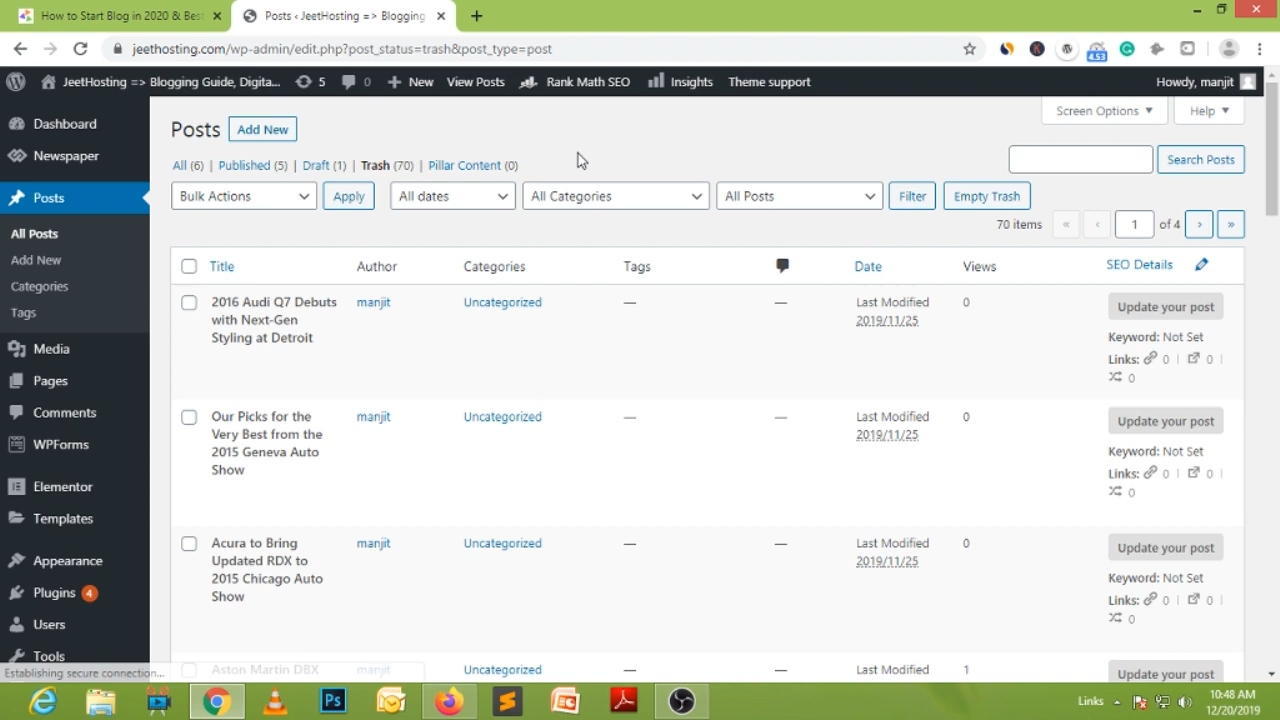 How to Start Blog in 2020 & Best
Posts ‹ JeetHosting => Blogging
jeethosting.com/wp-admin/edit.php?post_status=trash&post_type=post
4.53
JeetHosting => Blogging Guide, Digita...
5
0
New
View Posts
Rank Math SEO
Insights
Theme support
Howdy, manjit
Dashboard
Newspaper
Posts
All Posts
Add New
Categories
Tags
Media
Pages
Comments
WPForms
Elementor
Templates
Appearance
Plugins 4
Users
Tools
Establishing secure connection...
Screen Options
Help
Posts
Add New
All (6) | Published (5) | Draft (1) | Trash (70) | Pillar Content (0)
Search Posts
Bulk Actions
Apply
All dates
All Categories
All Posts
Filter
Empty Trash
70 items « ‹ 1 of 4 › »
Title Author Categories Tags Date Views SEO Details
2016 Audi Q7 Debuts
with Next-Gen
Styling at Detroit
manjit
Uncategorized
—
—
Last Modified
2019/11/25
0
Update your post
Keyword: Not Set
Links: 0 | 0 |
0
Our Picks for the
Very Best from the
2015 Geneva Auto
Show
manjit
Uncategorized
—
—
Last Modified
2019/11/25
0
Update your post
Keyword: Not Set
Links: 0 | 0 |
0
Acura to Bring
Updated RDX to
2015 Chicago Auto
Show
manjit
Uncategorized
—
—
Last Modified
2019/11/25
0
Update your post
Keyword: Not Set
Links: 0 | 0 |
0
Aston Martin DBX
manjit
Uncategorized
—
—
Last Modified
1
Update your post
Ps
Links
10:48 AM
12/20/2019